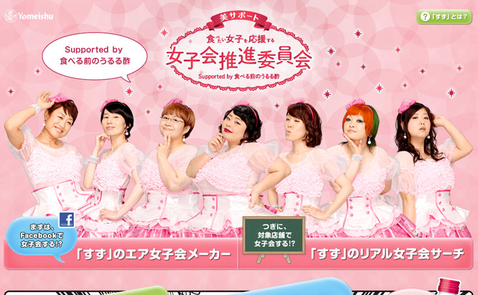 Yomeishu
?「すす」とは?
美サポート
食べたい女子を応援する
女子会推進委員会
Supported by 食べる前のうるる酢
Supported by
食べる前のうるる酢
まずは、
Facebookで
女子会する!?
「すす」のエア女子会メーカー
つぎに、
対象店舗で
女子会する!?
「すす」のリアル女子会サーチ